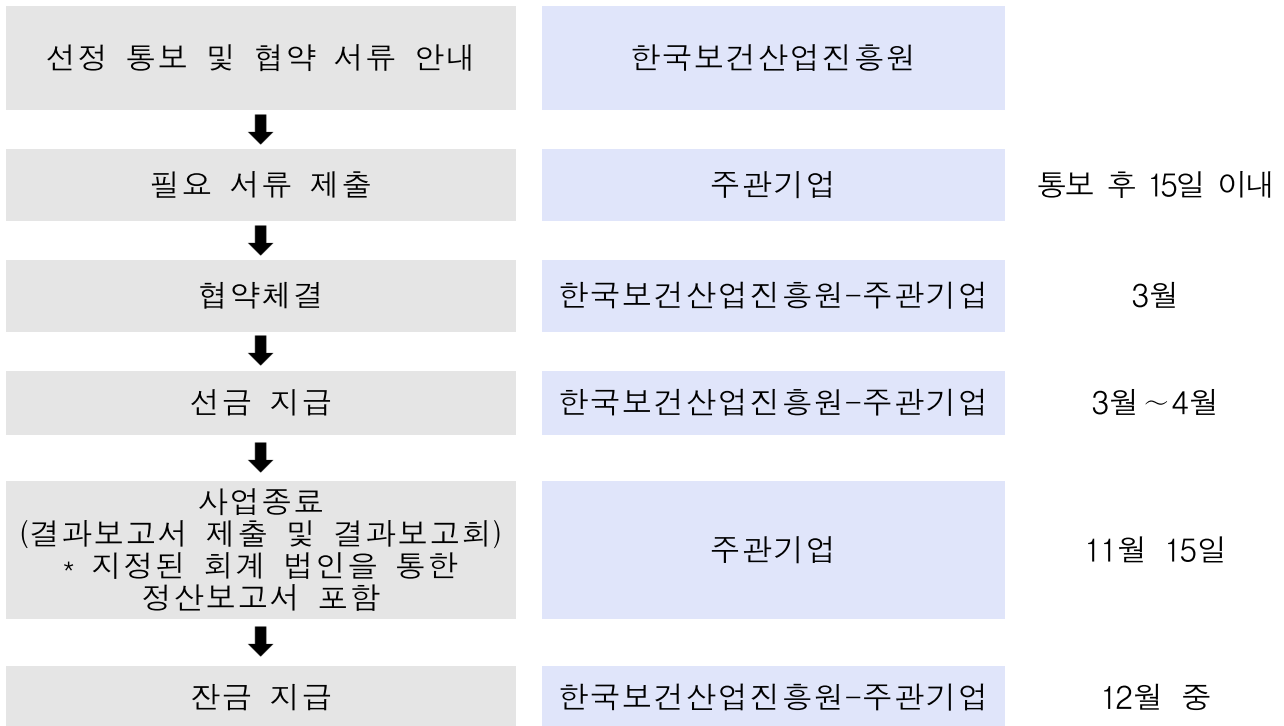 선정 통보 및 협약 서류 안내 한국보건산업진흥원
필요 서류 제출 주관기업 통보 후 15일 이내
협약체결 한국보건산업진흥원-주관기업 3월
선금 지급 한국보건산업진흥원-주관기업 3월~4월
사업종료
(결과보고서 제출 및 결과보고회)
* 지정된 회계 법인을 통한
정산보고서 포함
주관기업 11월 15일
잔금 지급 한국보건산업진흥원-주관기업 12월 중